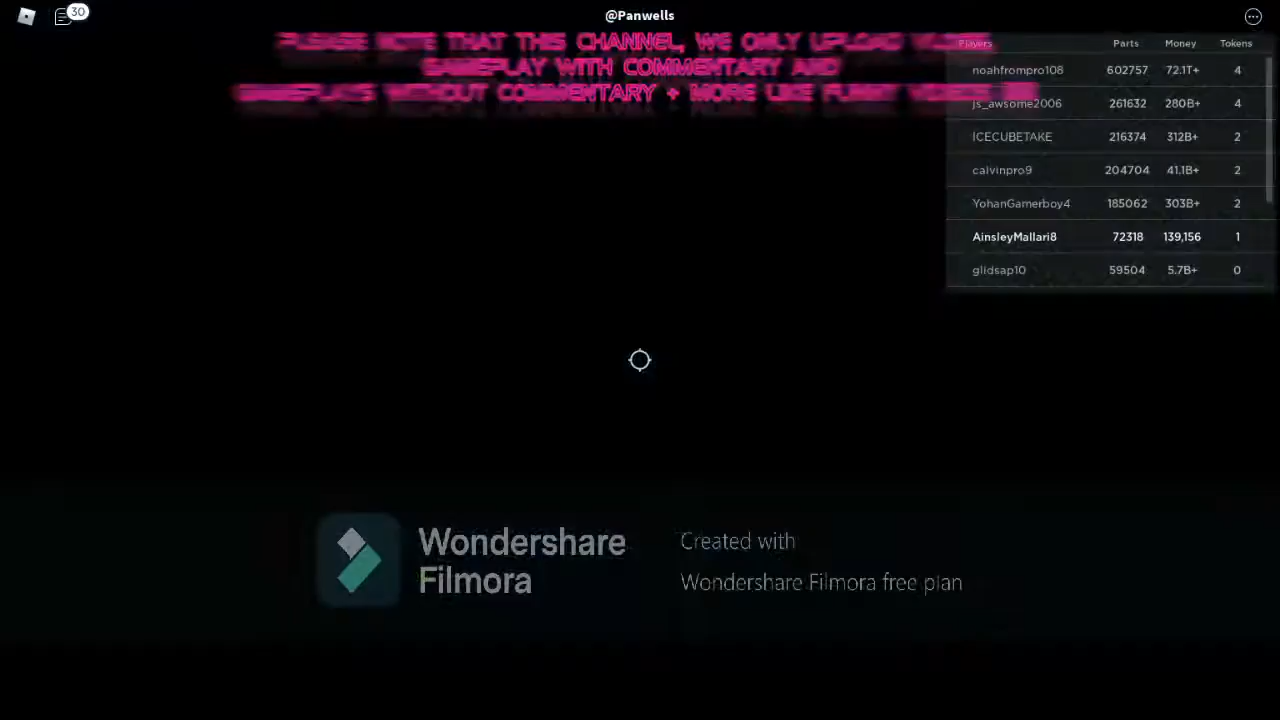 30
@Panwells
PLEASE NOTE THAT THIS CHANNEL, WE ONLY UPLOAD
GAMEPLAY WITH COMMENTARY AND
GAMEPLAYS WITHOUT COMMENTARY + MORE LIKE FUNNY VIDEOS
Players Parts Money Tokens
noahfrompro108 602757 72.1T+ 4
js_awsome2006 261632 280B+ 4
ICECUBETAKE 216374 312B+ 2
calvinpro9 204704 41.1B+ 2
YohanGamerboy4 185062 303B+ 2
AinsleyMallari8 72318 139,156 1
glidsap10 59504 5.7B+ 0
Wondershare
Filmora
Created with
Wondershare Filmora free plan